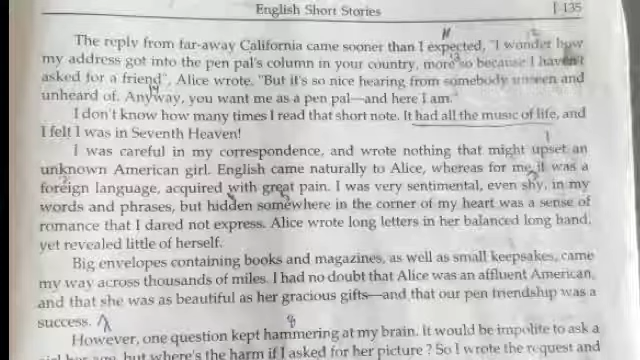 English Short Stories
135
The reply from far-away California came sooner than I expected, "I wonder how
my address got into the pen pal's column in your country, more so because I haven't
asked for a friend", Alice wrote. "But it's so nice hearing from somebody unseen and
unheard of. Anyway, you want me as a pen pal—and here I am."
I don't know how many times I read that short note. It had all the music of life, and
I felt I was in Seventh Heaven!
I was careful in my correspondence, and wrote nothing that might upset an
unknown American girl. English came naturally to Alice, whereas for me it was a
foreign language, acquired with great pain. I was very sentimental, even shy, in my
words and phrases, but hidden somewhere in the corner of my heart was a sense of
romance that I dared not express. Alice wrote long letters in her balanced long hand,
yet revealed little of herself.
Big envelopes containing books and magazines, as well as small keepsakes, came
my way across thousands of miles. I had no doubt that Alice was an affluent American,
and that she was as beautiful as her gracious gifts—and that our pen friendship was a
success.
However, one question kept hammering at my brain. It would be impolite to ask a
girl her age, but where's the harm if I asked for her picture ? So I wrote the request and